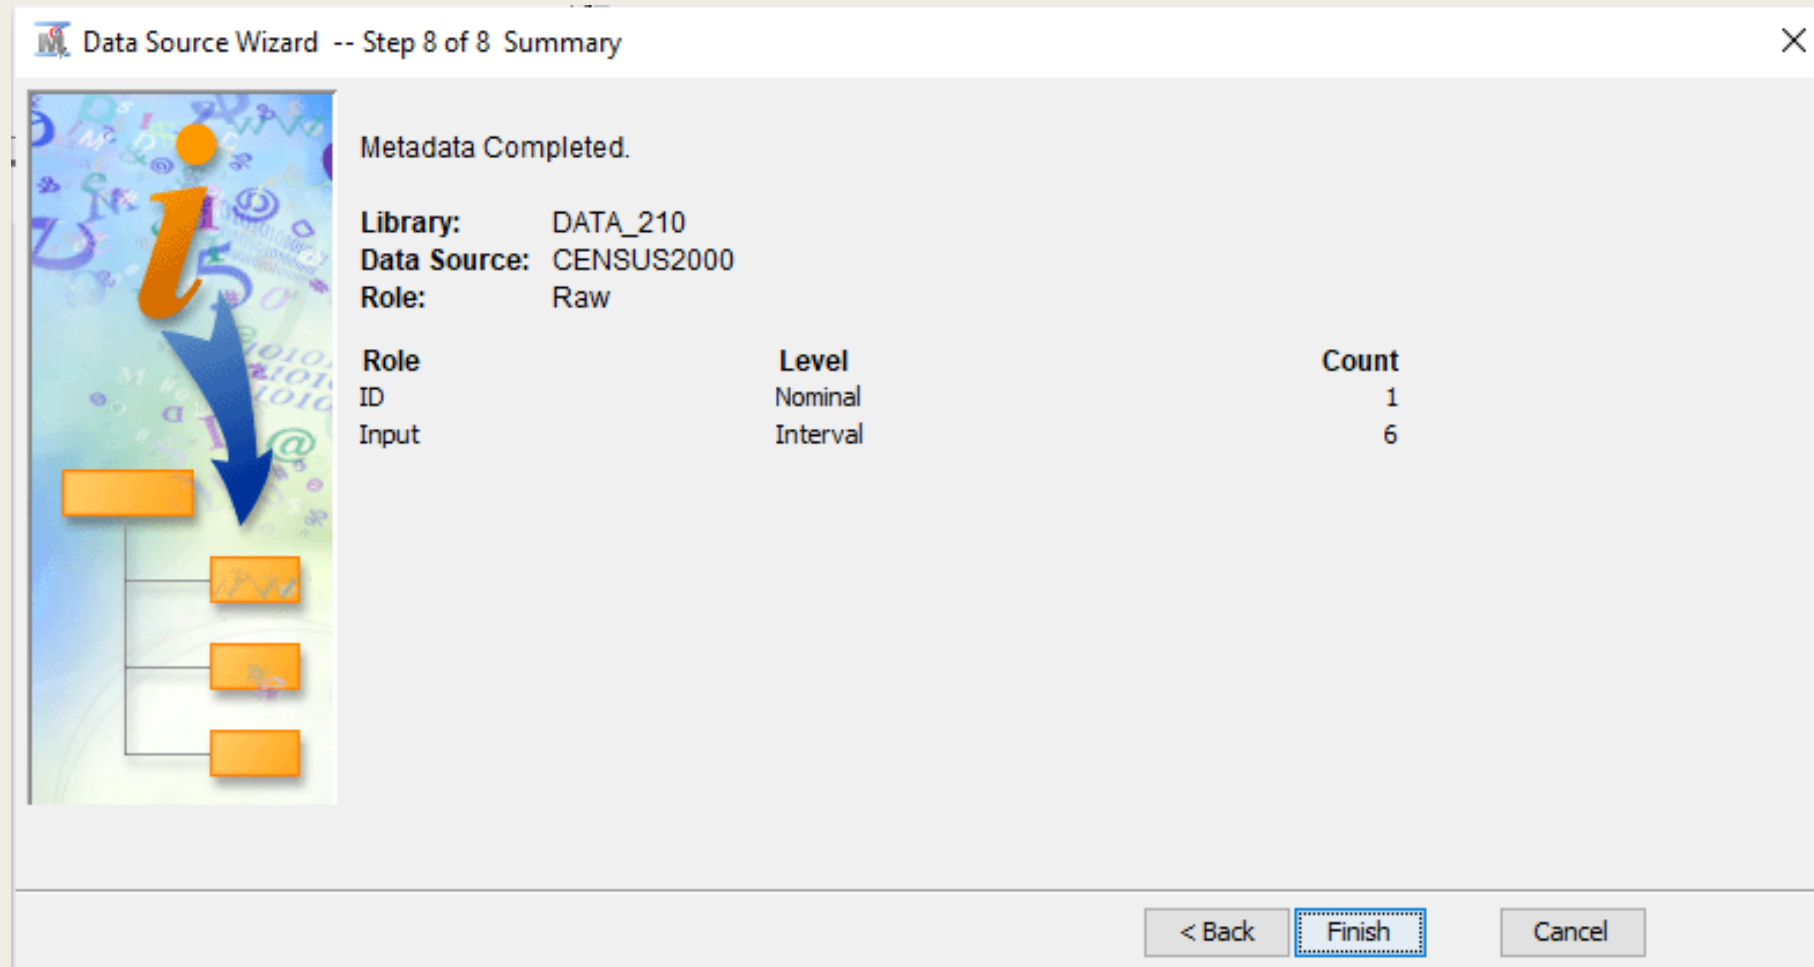 Data Source Wizard -- Step 8 of 8 Summary
Metadata Completed.
Library: DATA_210
Data Source: CENSUS2000
Role: Raw
Role Level Count
ID Nominal 1
Input Interval 6
< Back Finish Cancel